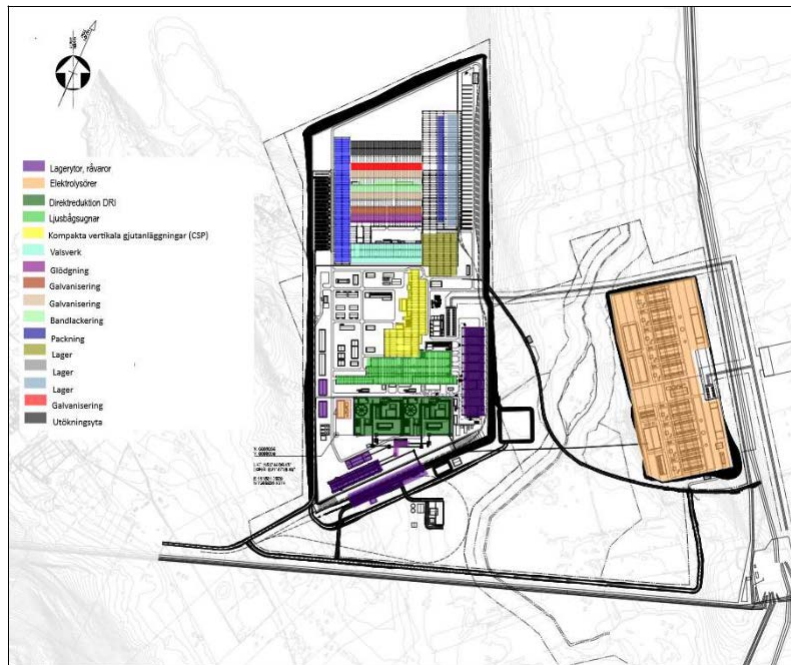 Lagerytor, råvaror
Elektrolysörer
Direktreduktion DRI
Ljusbågsugnar
Kompakta vertikala gjutanläggningar (CSP)
Valsverk
Glödgning
Galvanisering
Galvanisering
Bandlackering
Packning
Lager
Lager
Lager
Galvanisering
Utökningsyta